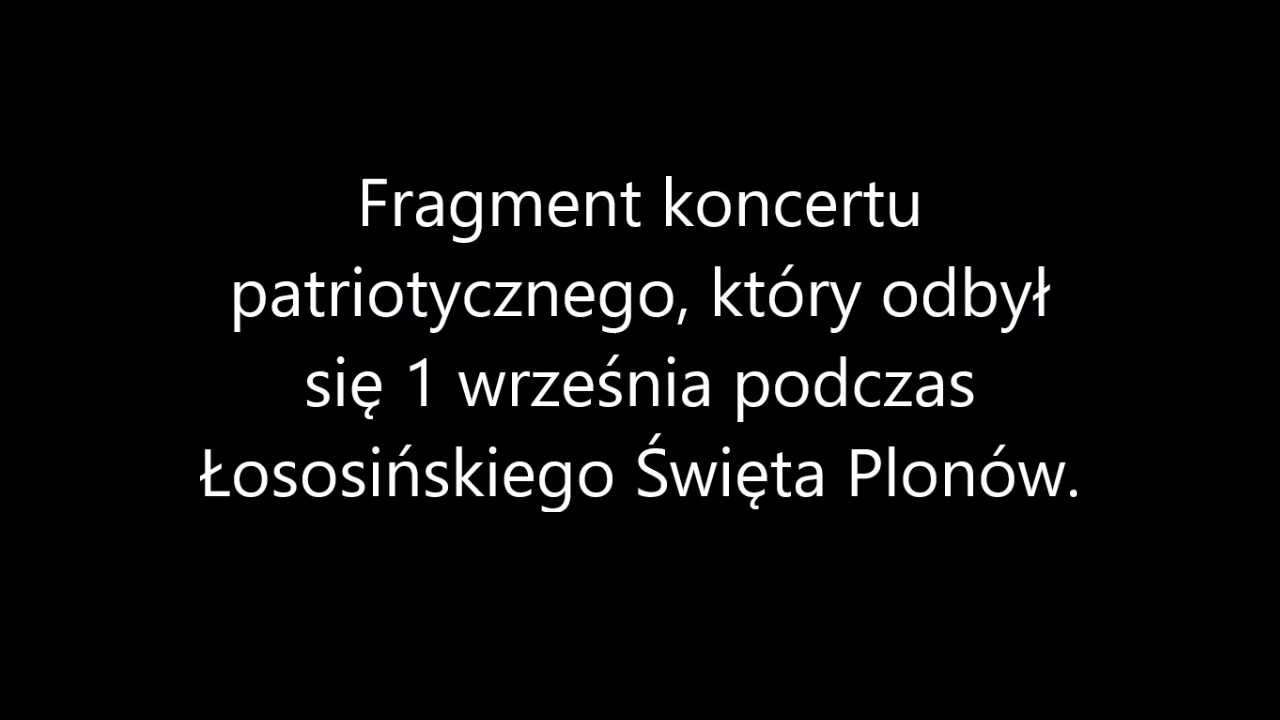 Fragment koncertu
patriotycznego, który odbył
się 1 września podczas
Łososińskiego Święta Plonów.